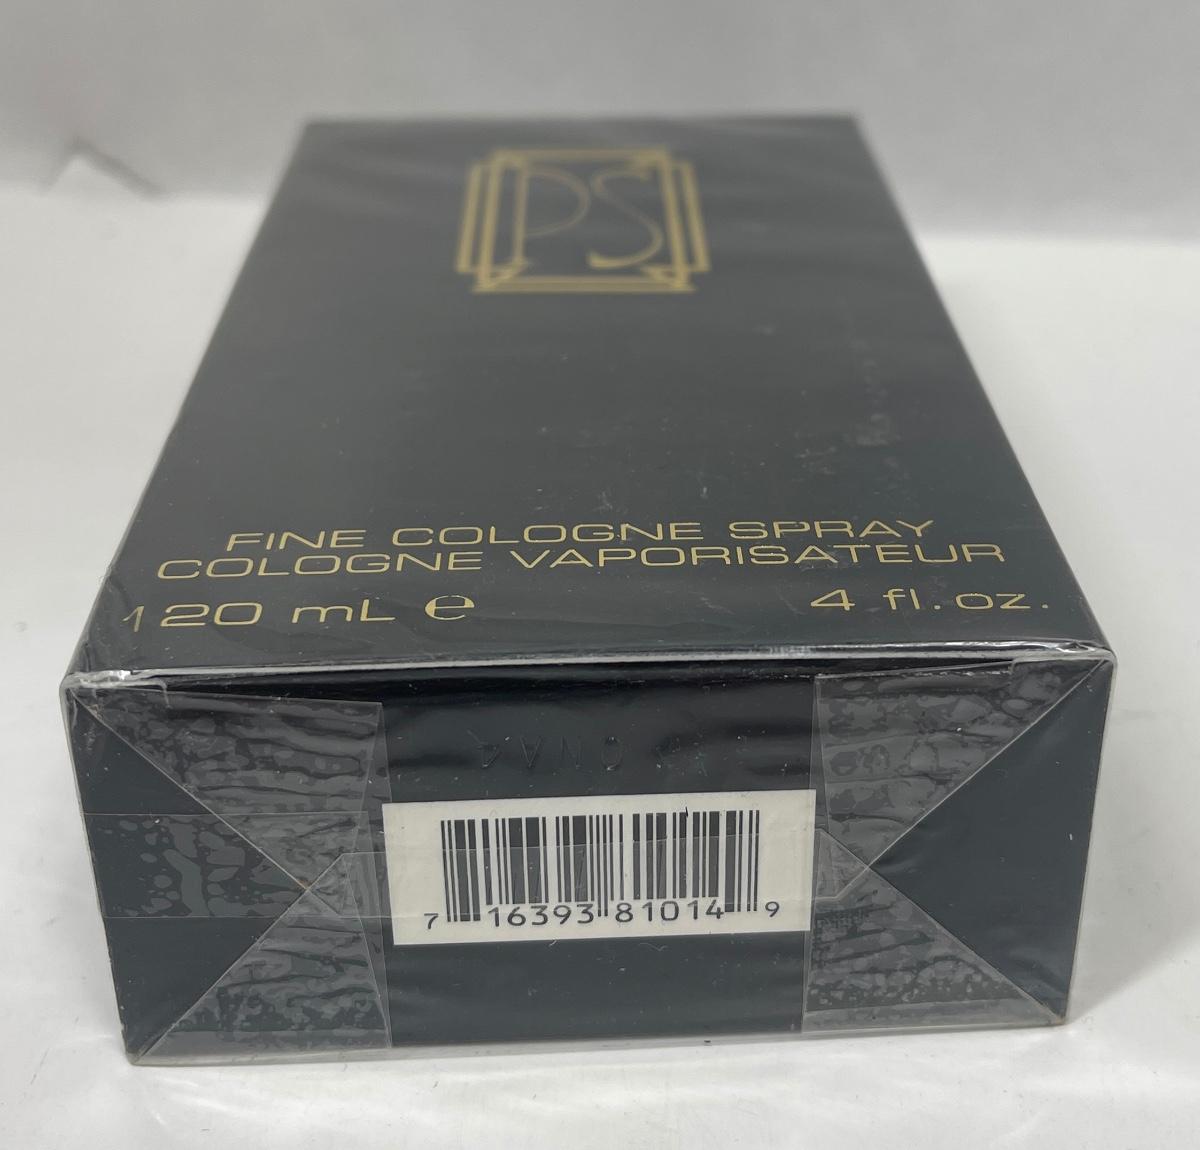 PS
FINE COLOGNE SPRAY
COLOGNE VAPORISATEUR
120 mL e
4 fl. oz.
7 16393 81014 9